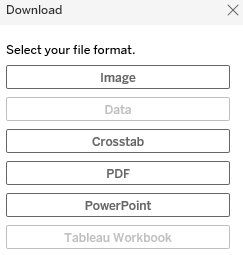 Download
Select your file format.
Image
Data
Crosstab
PDF
PowerPoint
Tableau Workbook